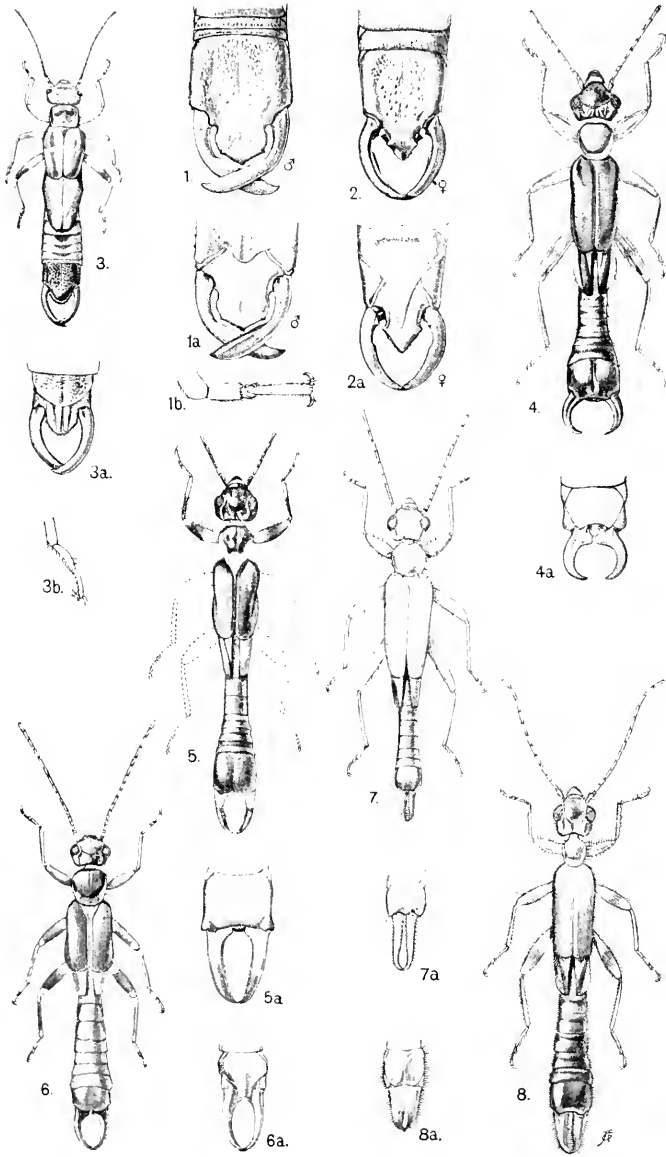 ♂
♀
1.
2.
3.
♂
1a
2a
♀
4.
1b
3a.
4a
3b.
5.
7.
6.
5a
7a
6a.
8a.
8.